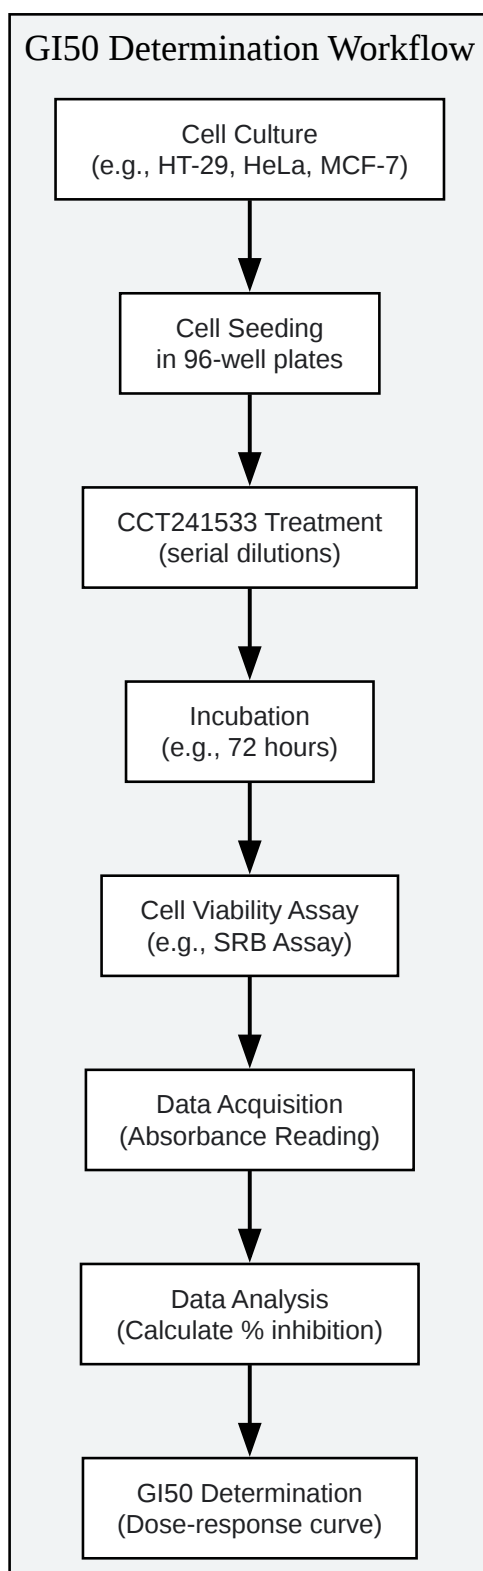 GI50 Determination Workflow
Cell Culture
(e.g., HT-29, HeLa, MCF-7)
Cell Seeding
in 96-well plates
CCT241533 Treatment
(serial dilutions)
Incubation
(e.g., 72 hours)
Cell Viability Assay
(e.g., SRB Assay)
Data Acquisition
(Absorbance Reading)
Data Analysis
(Calculate % inhibition)
GI50 Determination
(Dose-response curve)